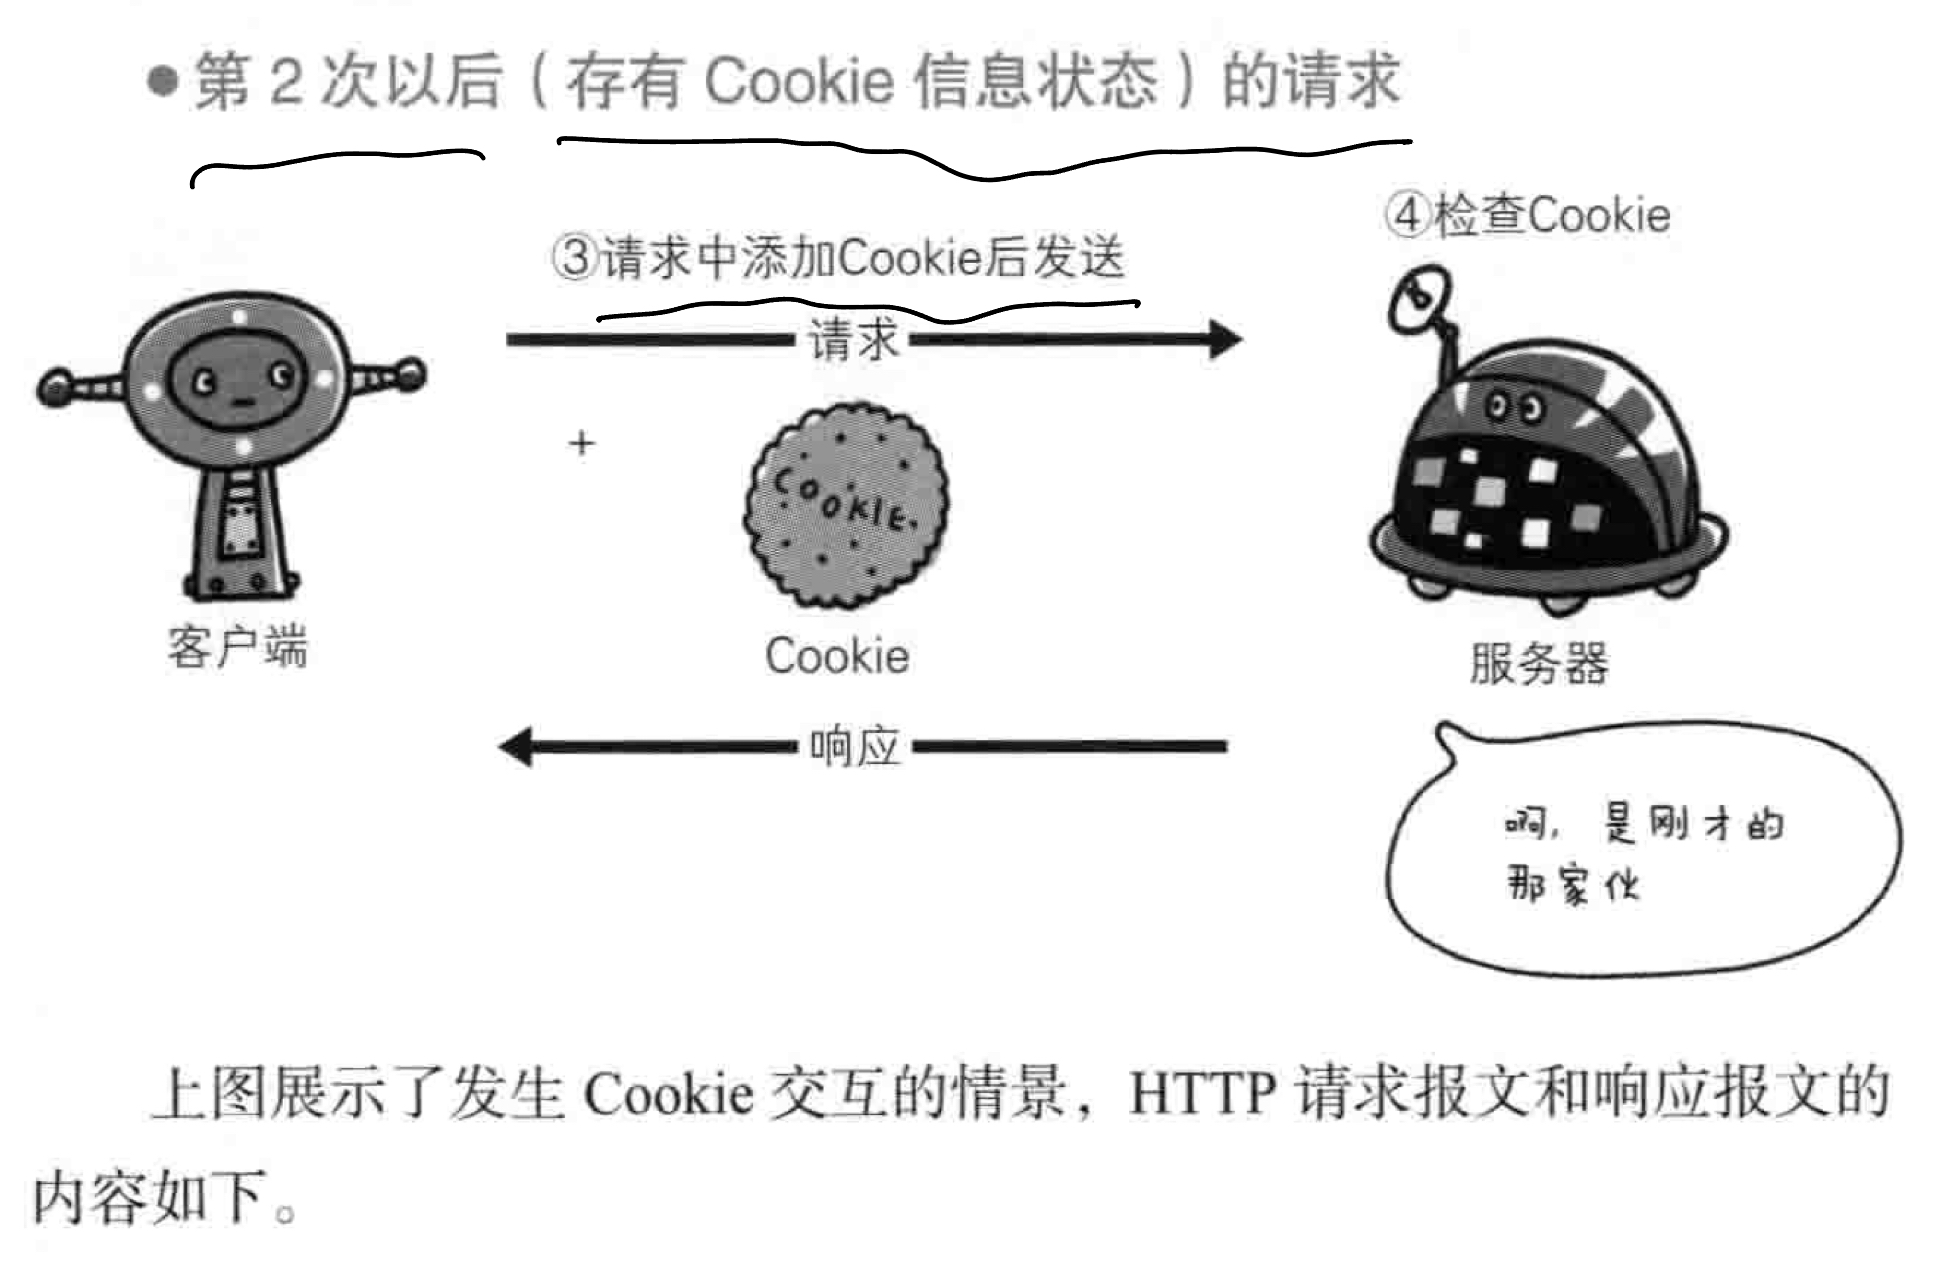 ●第 2 次以后（存有 Cookie 信息状态）的请求
④检查Cookie
③请求中添加Cookie后发送
请求
+
COOKIE.
客户端
Cookie
服务器
响应
啊，是刚才的
那家伙
上图展示了发生 Cookie 交互的情景，HTTP 请求报文和响应报文的
内容如下。